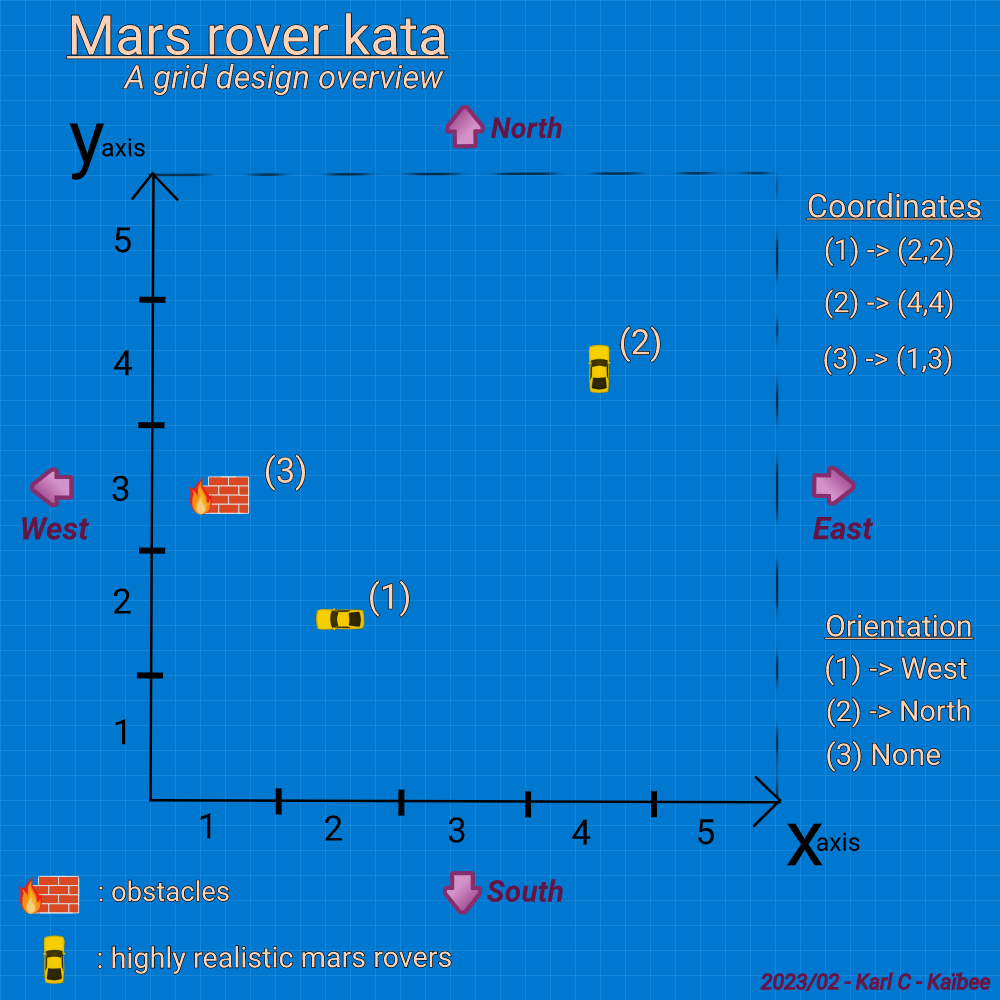 Mars rover kata
A grid design overview
North
y axis
Coordinates
(1) -> (2,2)
(2) -> (4,4)
(3) -> (1,3)
5
4
3
2
1
(2)
(3)
(1)
West
East
Orientation
(1) -> West
(2) -> North
(3) None
1 2 3 4 5
x axis
South
: obstacles
: highly realistic mars rovers
2023/02 - Karl C - Kaïbee